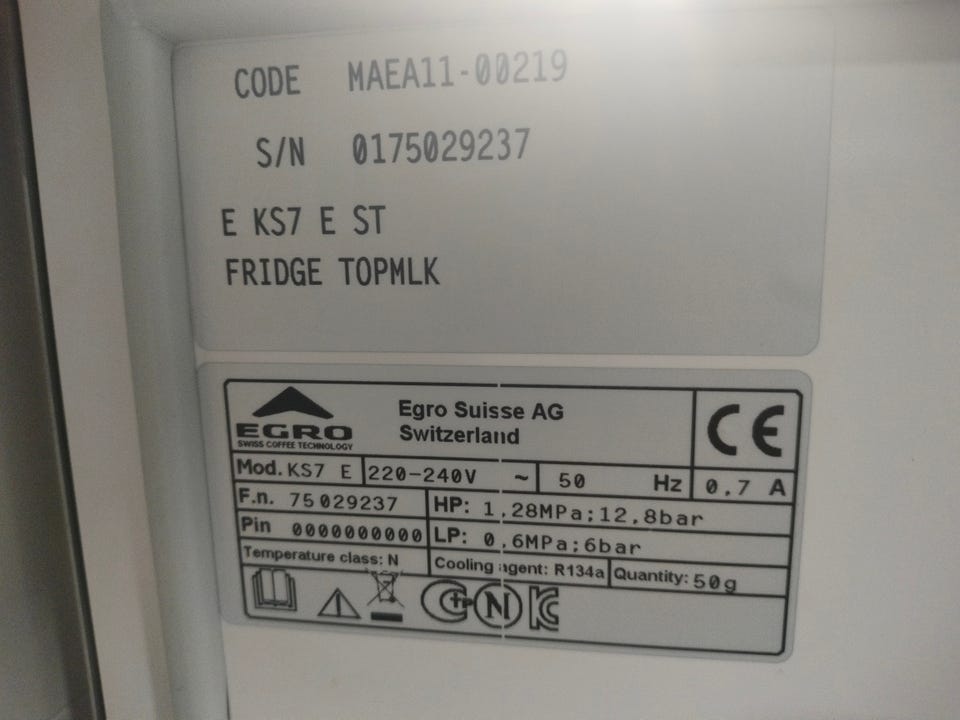 CODE MAEA11-00219
S/N 0175029237
E KS7 E ST
FRIDGE TOPMLK
EGRO
SWISS COFFEE TECHNOLOGY
Egro Suisse AG
Switzerland
CE
Mod. KS7 E 220-240V ~ 50 Hz 0.7 A
F.n. 75029237 HP: 1,28MPa;12,8bar
Pin 0000000000 LP: 0,6MPa;6bar
Temperature class: N Cooling agent: R134a Quantity: 50g